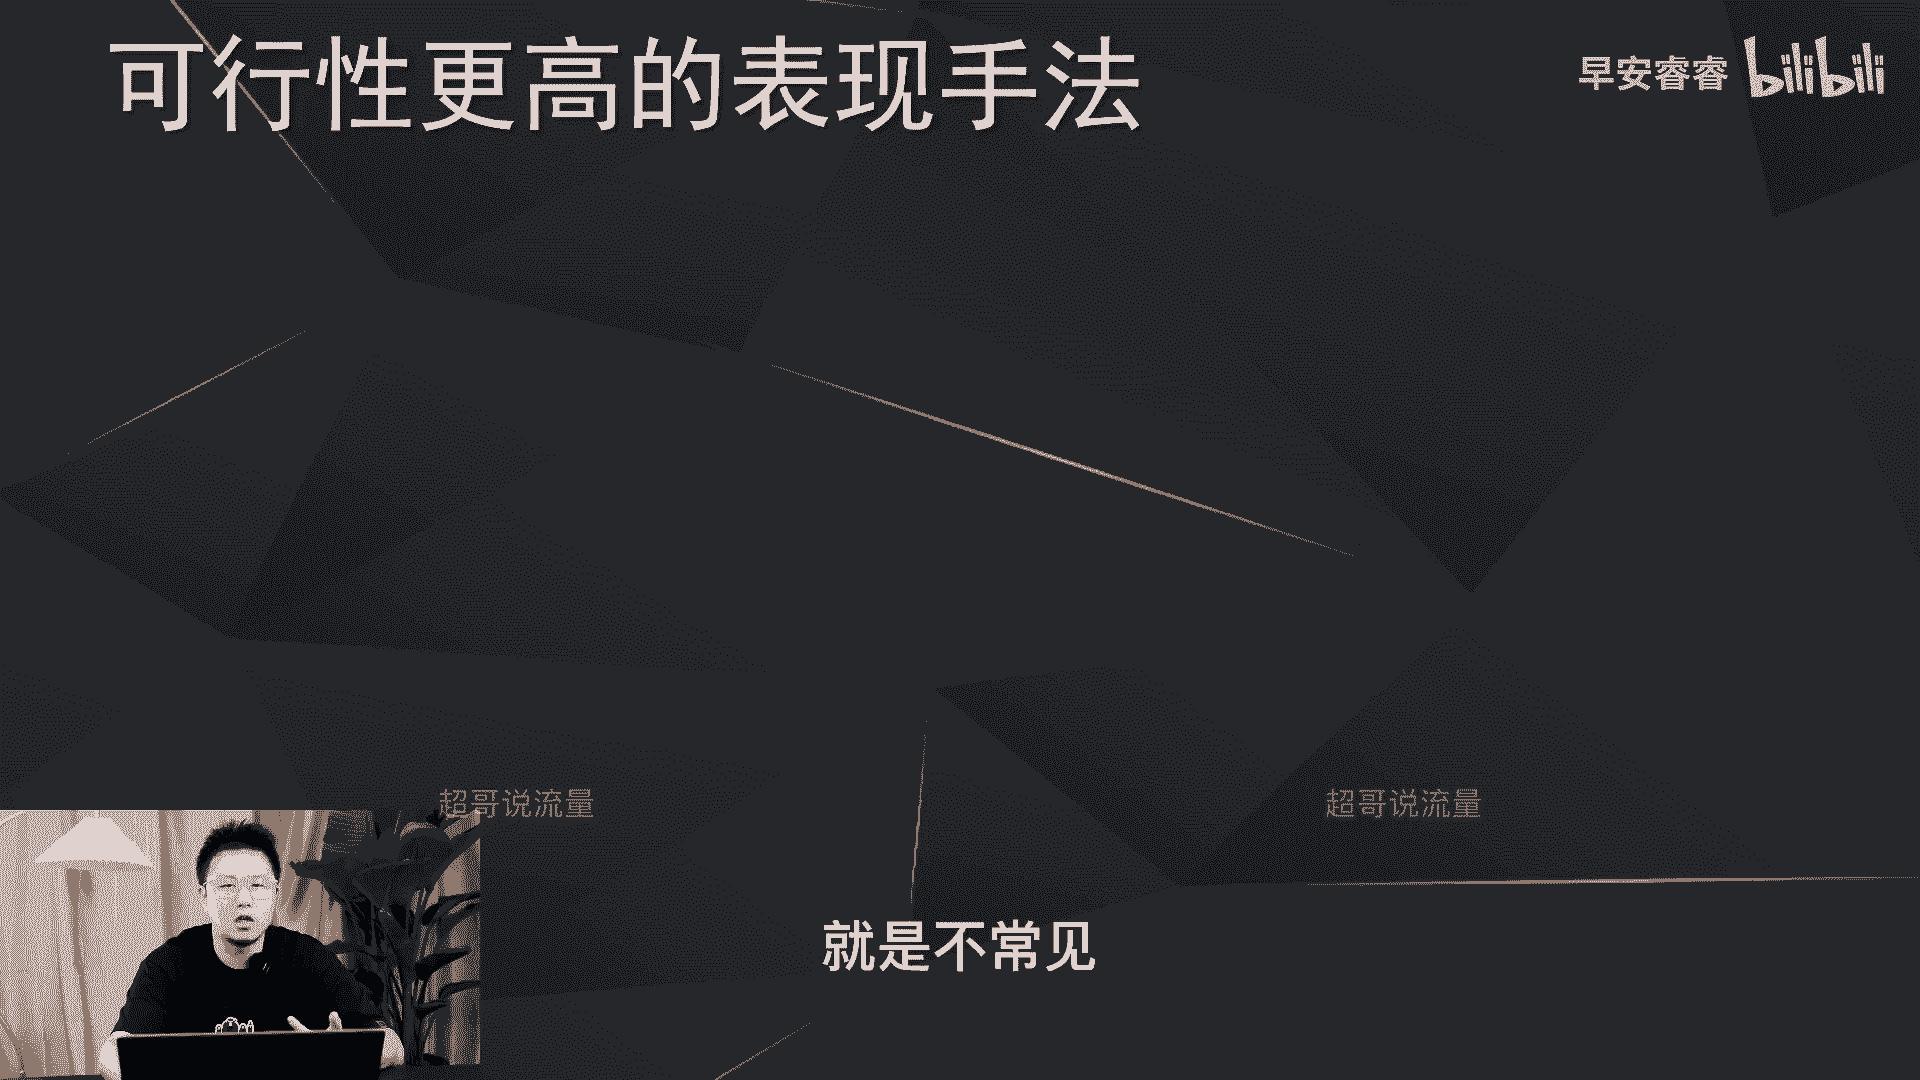 可行性更高的表现手法
早安睿睿 bilibili
超哥说流量
超哥说流量
就是不常见